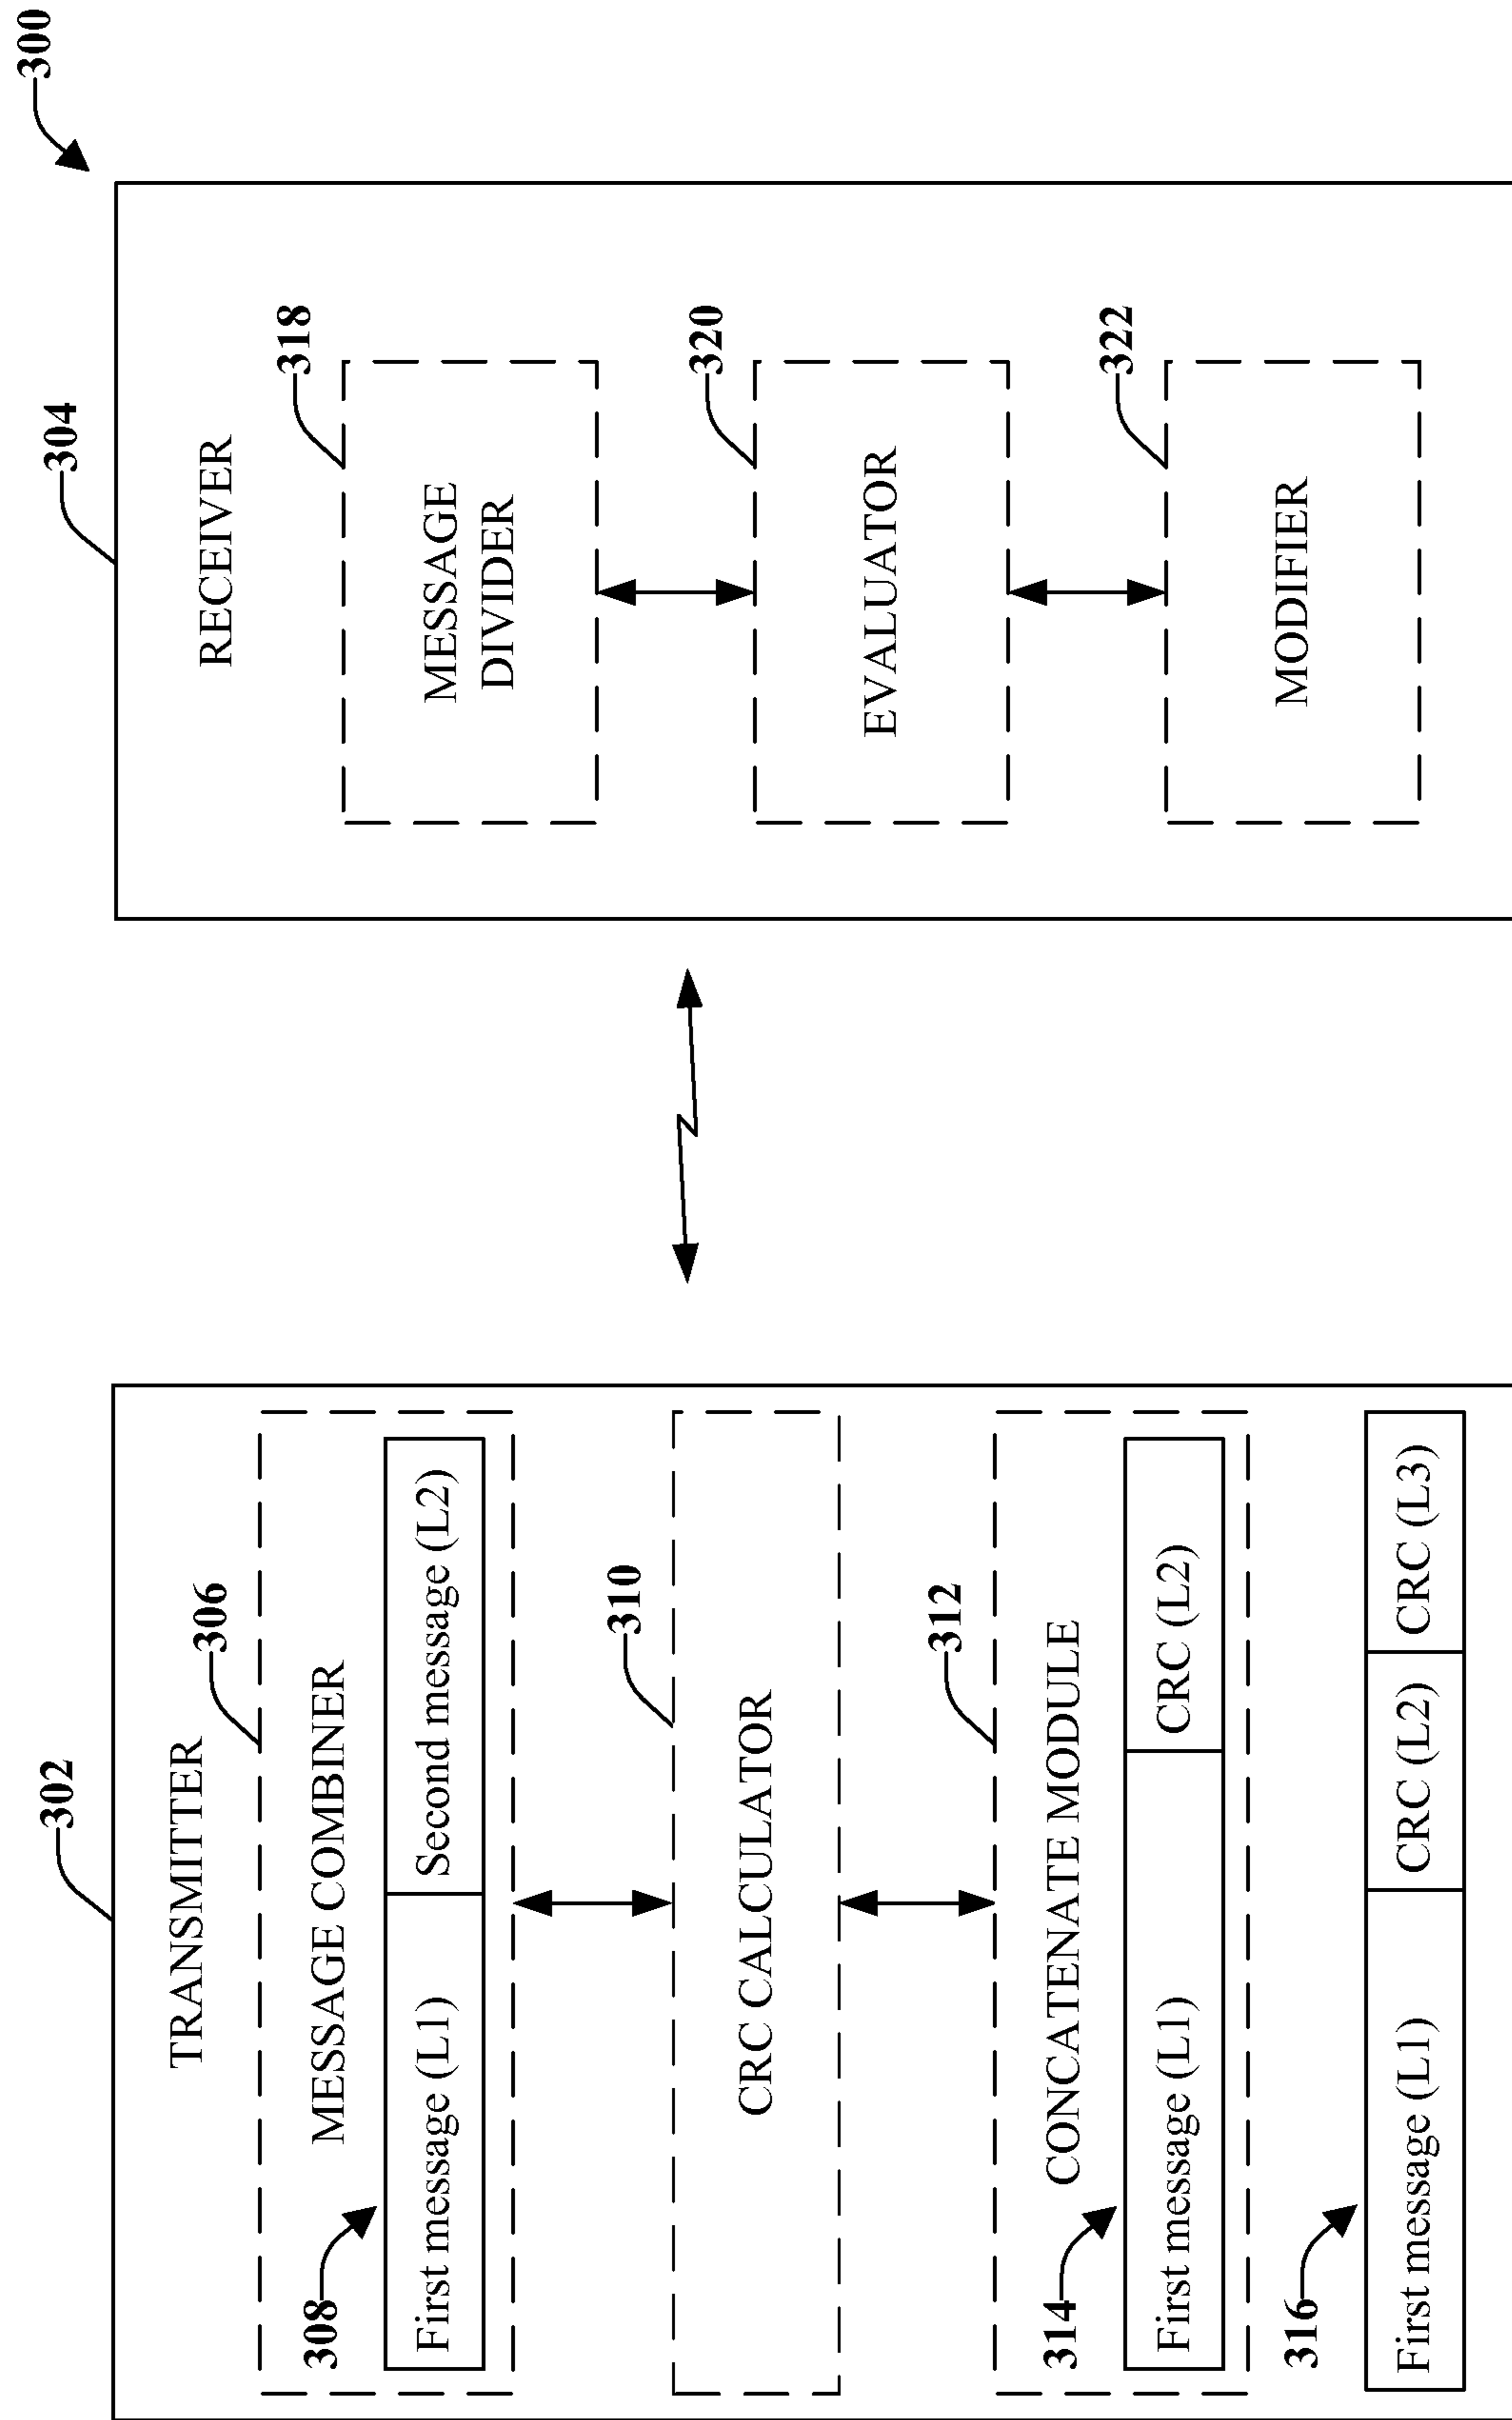 300
302
TRANSMITTER
306
MESSAGE COMBINER
308
First message (L1)
Second message (L2)
310
CRC CALCULATOR
312
CONCATENATE MODULE
314
First message (L1)
CRC (L2)
316
First message (L1)
CRC (L2)
CRC (L3)
304
RECEIVER
318
MESSAGE
DIVIDER
320
EVALUATOR
322
MODIFIER